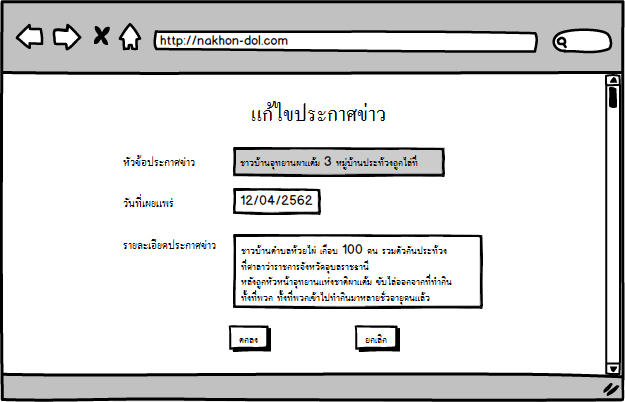 http://nakhon-dol.com
แก้ไขประกาศข่าว
หัวข้อประกาศข่าว
ชาวบ้านอุทยานผาแต้ม 3 หมู่บ้านประท้วงถูกไล่ที่
วันที่เผยแพร่
12/04/2562
รายละเอียดประกาศข่าว
ชาวบ้านตำบลห้วยไผ่ เกือบ 100 คน รวมตัวกันประท้วง
ที่ศาลาว่าราชการจังหวัดอุบลราชธานี
หลังถูกหัวหน้าอุทยานแห่งชาติผาแต้ม ขับไล่ออกจากที่ทำกิน
ทั้งที่พวก ทั้งที่พวกเข้าไปทำกินมาหลายชั่วอายุคนแล้ว
ตกลง
ยกเลิก